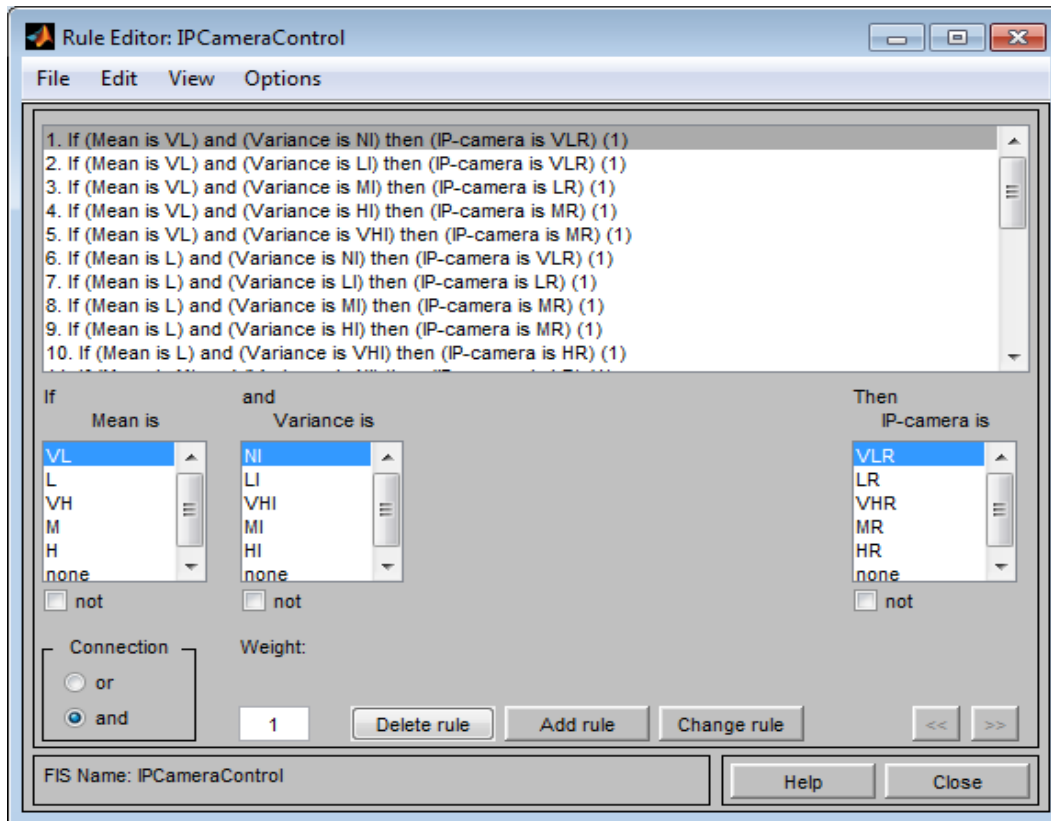 Rule Editor: IPCameraControl
File Edit View Options
1. If (Mean is VL) and (Variance is NI) then (IP-camera is VLR) (1)
2. If (Mean is VL) and (Variance is LI) then (IP-camera is VLR) (1)
3. If (Mean is VL) and (Variance is MI) then (IP-camera is LR) (1)
4. If (Mean is VL) and (Variance is HI) then (IP-camera is MR) (1)
5. If (Mean is VL) and (Variance is VHI) then (IP-camera is MR) (1)
6. If (Mean is L) and (Variance is NI) then (IP-camera is VLR) (1)
7. If (Mean is L) and (Variance is LI) then (IP-camera is LR) (1)
8. If (Mean is L) and (Variance is MI) then (IP-camera is MR) (1)
9. If (Mean is L) and (Variance is HI) then (IP-camera is MR) (1)
10. If (Mean is L) and (Variance is VHI) then (IP-camera is HR) (1)
If and Then
Mean is Variance is IP-camera is
VL NI VLR
L LI LR
VH VHI VHR
M MI MR
H HI HR
none none none
not not not
Connection Weight:
or
and 1 Delete rule Add rule Change rule << >>
FIS Name: IPCameraControl Help Close